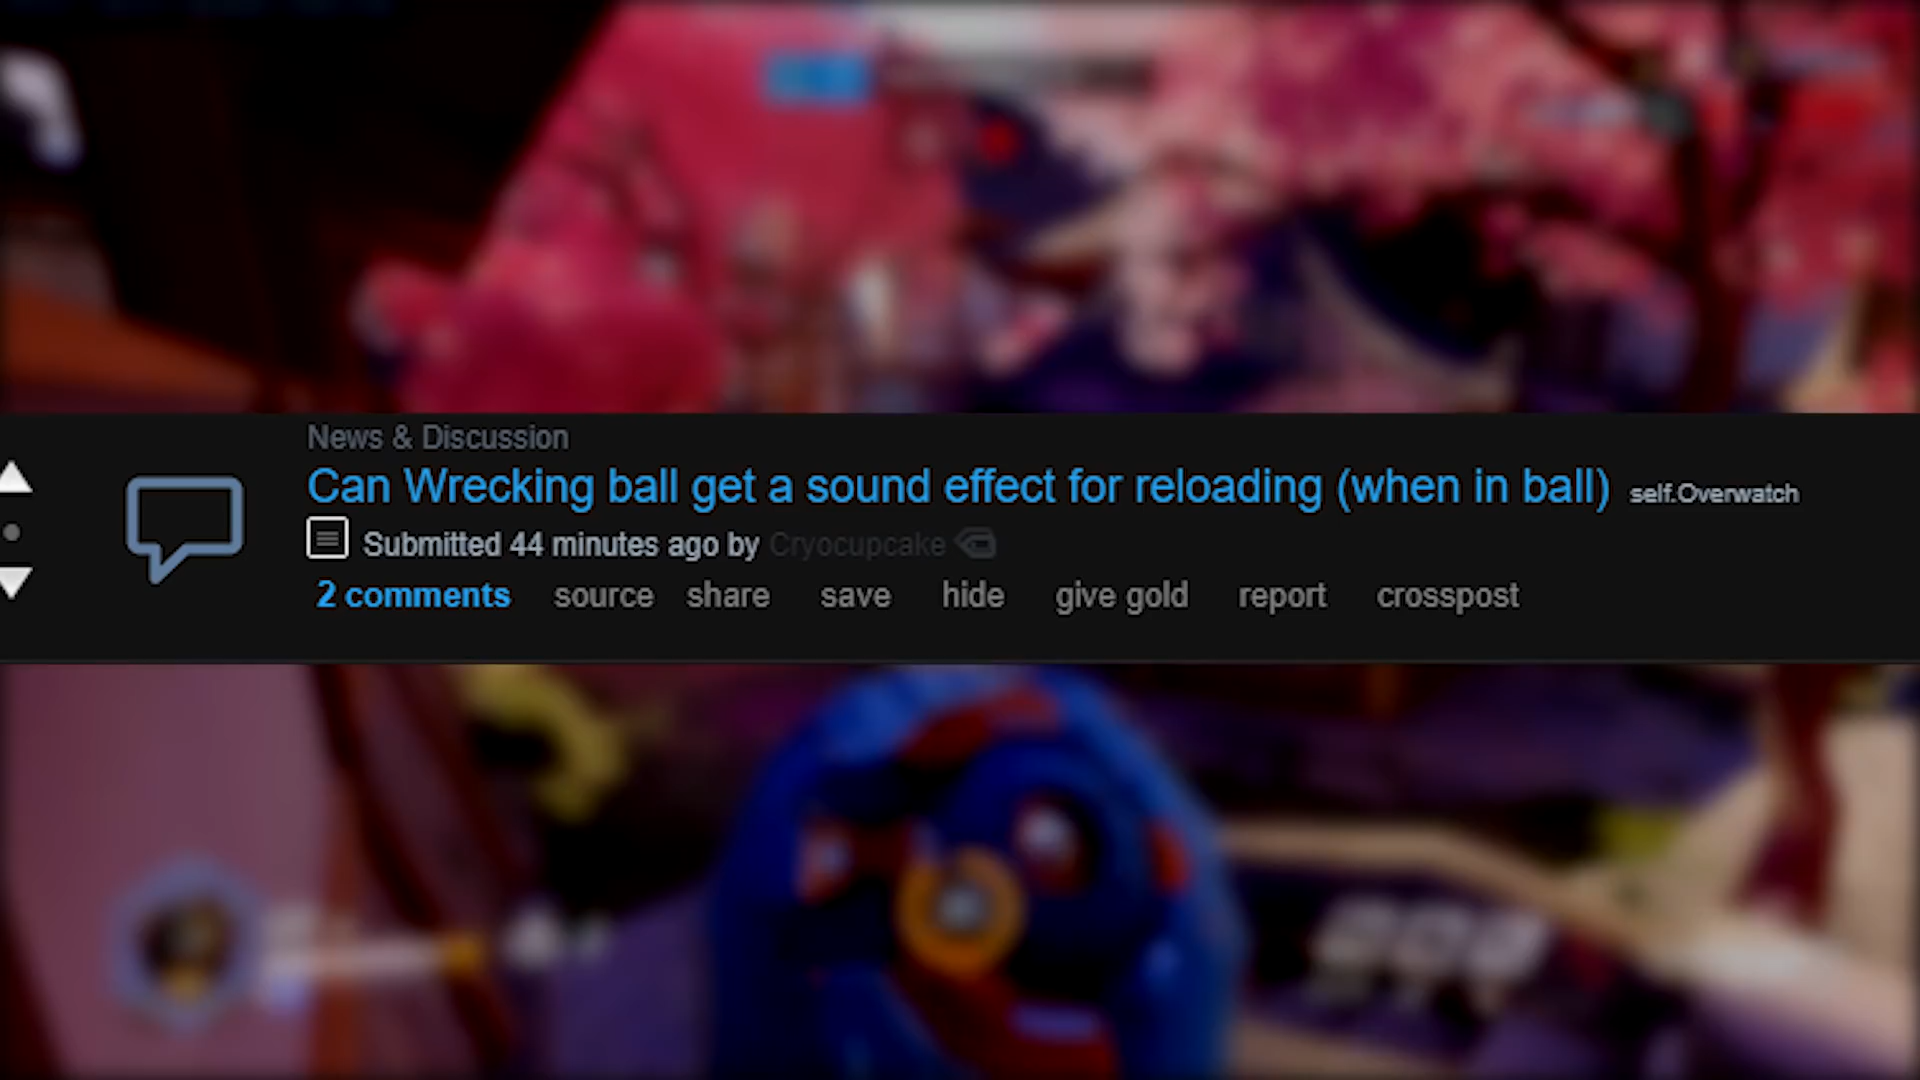 News & Discussion
Can Wrecking ball get a sound effect for reloading (when in ball) self.Overwatch
Submitted 44 minutes ago by Cryocupcake
2 comments source share save hide give gold report crosspost